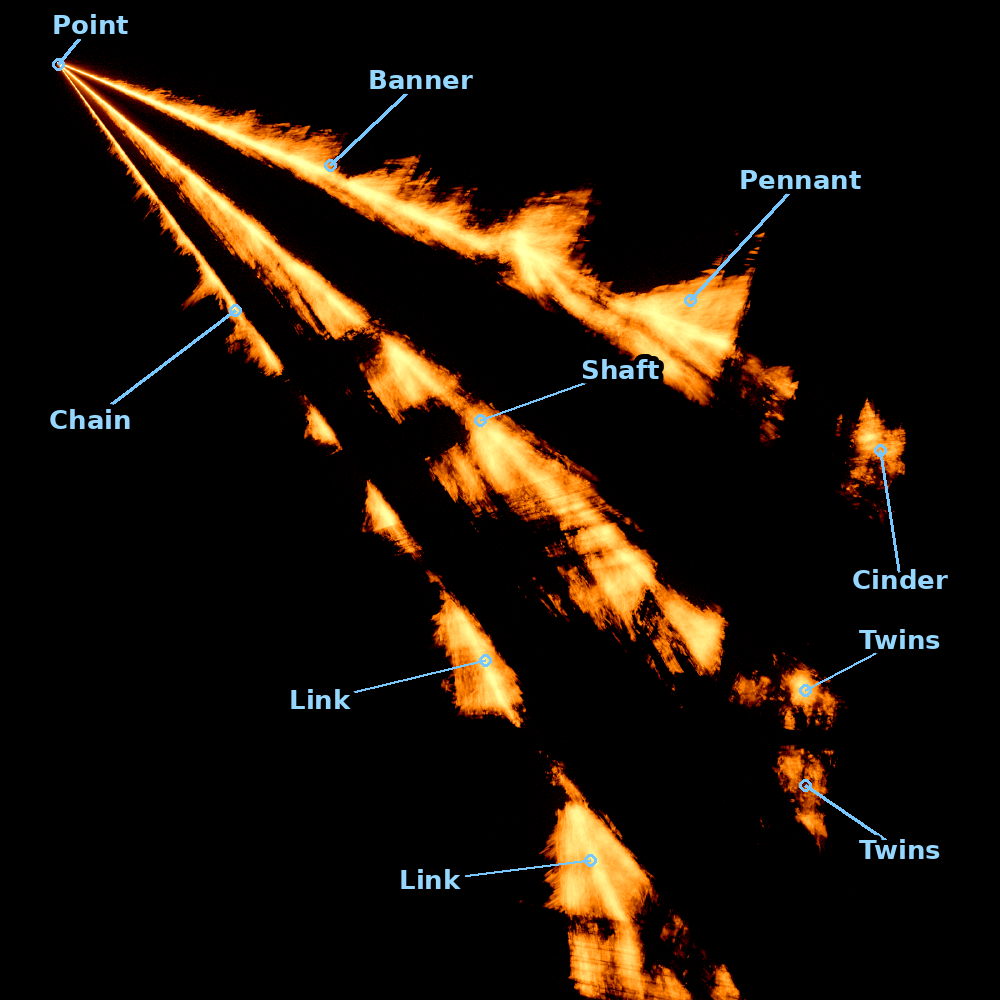 Point
Banner
Pennant
Shaft
Chain
Cinder
Twins
Link
Twins
Link